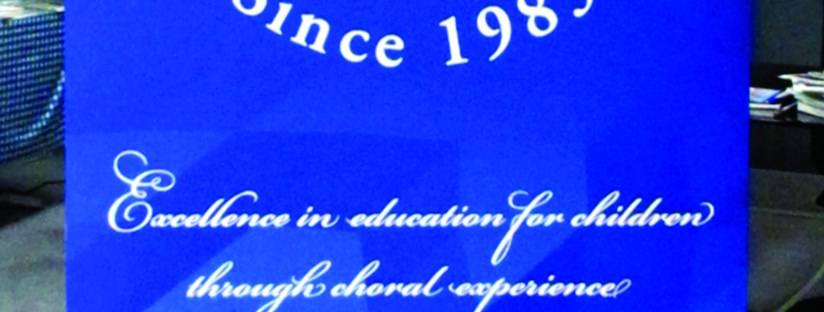 Since 198
Excellence in education for children
through choral experience